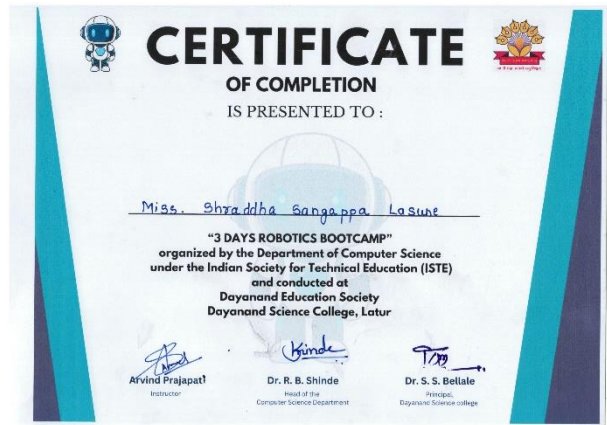 CERTIFICATE
OF COMPLETION
IS PRESENTED TO :
Miss. Shraddha Sangappa Lasune
“3 DAYS ROBOTICS BOOTCAMP”
organized by the Department of Computer Science
under the Indian Society for Technical Education (ISTE)
and conducted at
Dayanand Education Society
Dayanand Science College, Latur
Arvind Prajapati
Instructor
Dr. R. B. Shinde
Head of the
Computer Science Department
Dr. S. S. Bellale
Principal,
Dayanand Science college